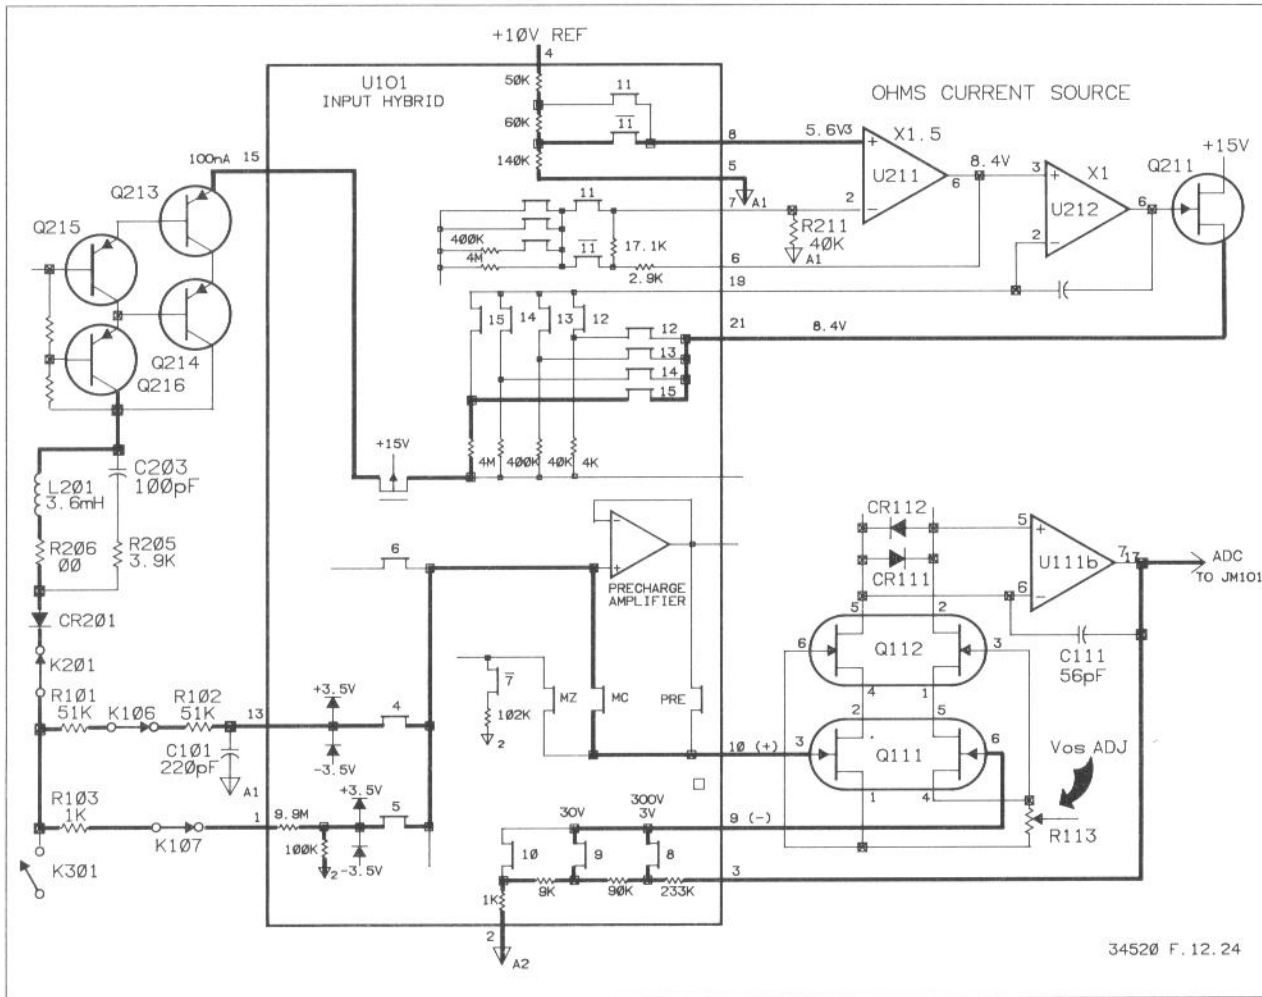 +10V REF
4
U101
INPUT HYBRID
50K
11
60K
11
140K
8
5.6V
3
5
A1
OHMS CURRENT SOURCE
X1.5
U211
2
6
8.4V
3
X1
U212
2
6
Q211
+15V
100nA
15
Q213
Q215
Q214
Q216
11
7
R211
40K
A1
400K
4M
11
17.1K
2.9K
6
19
15
14
13
12
21
8.4V
12
13
14
15
+15V
4M
400K
40K
4K
C203
100pF
L201
3.6mH
R206
00
R205
3.9K
CR201
K201
6
PRECHARGE
AMPLIFIER
CR112
CR111
5
U111b
6
7
17
ADC
TO JM101
5
2
6
Q112
3
4
1
C111
56pF
R101
51K
K106
R102
51K
13
C101
220pF
A1
+3.5V
-3.5V
4
7
102K
2
MZ
MC
PRE
10 (+)
2
5
3
Q111
6
1
4
Vos ADJ
R113
R103
1K
K107
1
9.9M
100K
2
+3.5V
-3.5V
5
K301
30V
300V
3V
9 (-)
10
9
8
1K
9K
90K
233K
3
2
A2
34520 F.12.24